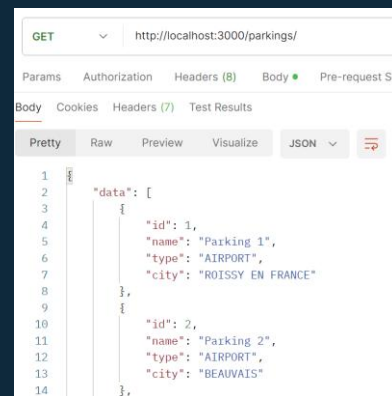 GET http://localhost:3000/parkings/
Params Authorization Headers (8) Body Pre-request S
Body Cookies Headers (7) Test Results
Pretty Raw Preview Visualize JSON
1 {
2 "data": [
3 {
4 "id": 1,
5 "name": "Parking 1",
6 "type": "AIRPORT",
7 "city": "ROISSY EN FRANCE"
8 },
9 {
10 "id": 2,
11 "name": "Parking 2",
12 "type": "AIRPORT",
13 "city": "BEAUVAIS"
14 },